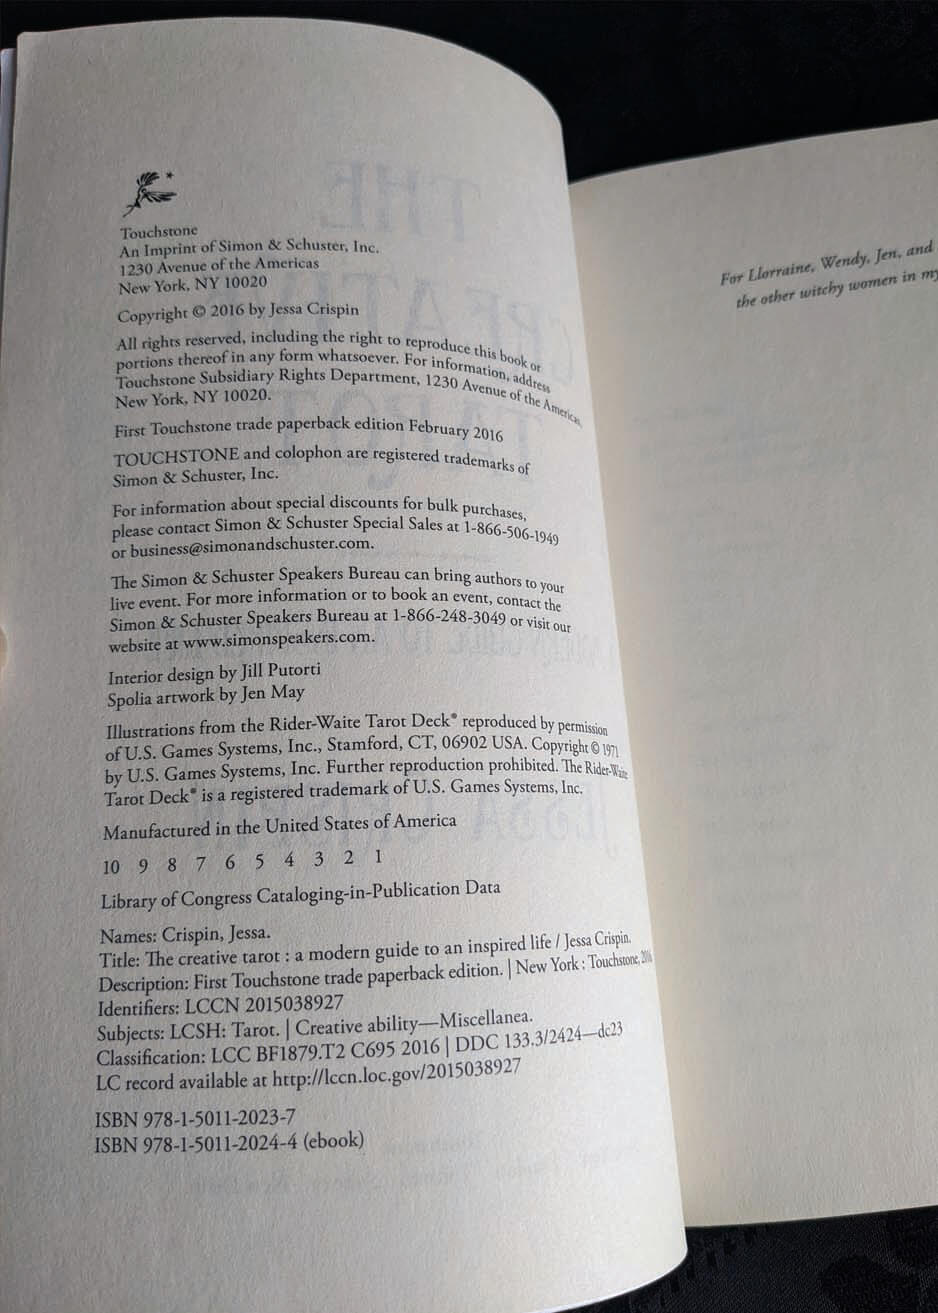 Touchstone
An Imprint of Simon & Schuster, Inc.
1230 Avenue of the Americas
New York, NY 10020
Copyright © 2016 by Jessa Crispin
All rights reserved, including the right to reproduce this book or
portions thereof in any form whatsoever. For information, address
Touchstone Subsidiary Rights Department, 1230 Avenue of the Americas,
New York, NY 10020.
First Touchstone trade paperback edition February 2016
TOUCHSTONE and colophon are registered trademarks of
Simon & Schuster, Inc.
For information about special discounts for bulk purchases,
please contact Simon & Schuster Special Sales at 1-866-506-1949
or business@simonandschuster.com.
The Simon & Schuster Speakers Bureau can bring authors to your
live event. For more information or to book an event, contact the
Simon & Schuster Speakers Bureau at 1-866-248-3049 or visit our
website at www.simonspeakers.com.
Interior design by Jill Putorti
Spolia artwork by Jen May
Illustrations from the Rider-Waite Tarot Deck® reproduced by permission
of U.S. Games Systems, Inc., Stamford, CT, 06902 USA. Copyright © 1971
by U.S. Games Systems, Inc. Further reproduction prohibited. The Rider-Waite
Tarot Deck® is a registered trademark of U.S. Games Systems, Inc.
Manufactured in the United States of America
10 9 8 7 6 5 4 3 2 1
Library of Congress Cataloging-in-Publication Data
Names: Crispin, Jessa.
Title: The creative tarot : a modern guide to an inspired life / Jessa Crispin.
Description: First Touchstone trade paperback edition. | New York : Touchstone, 2016
Identifiers: LCCN 2015038927
Subjects: LCSH: Tarot. | Creative ability—Miscellanea.
Classification: LCC BF1879.T2 C695 2016 | DDC 133.3/2424—dc23
LC record available at http://lccn.loc.gov/2015038927
ISBN 978-1-5011-2023-7
ISBN 978-1-5011-2024-4 (ebook)
For Llorraine, Wendy, Jen, and
the other witchy women in my